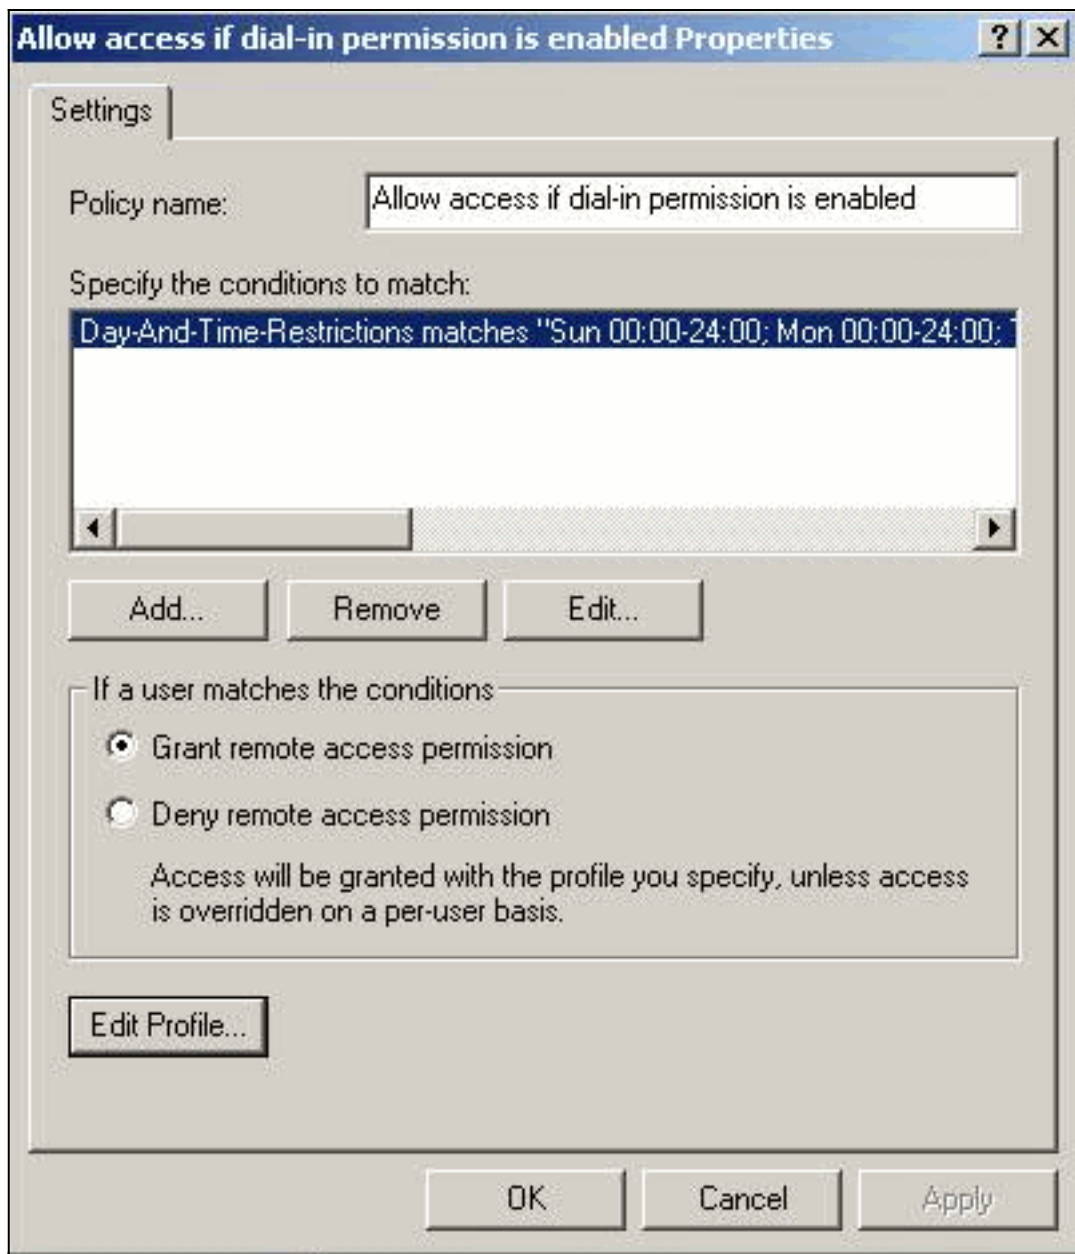 Allow access if dial-in permission is enabled Properties
Settings
Policy name:
Allow access if dial-in permission is enabled
Specify the conditions to match:
Day-And-Time-Restrictions matches "Sun 00:00-24:00; Mon 00:00-24:00;
Add...
Remove
Edit...
If a user matches the conditions
Grant remote access permission
Deny remote access permission
Access will be granted with the profile you specify, unless access
is overridden on a per-user basis.
Edit Profile...
OK
Cancel
Apply